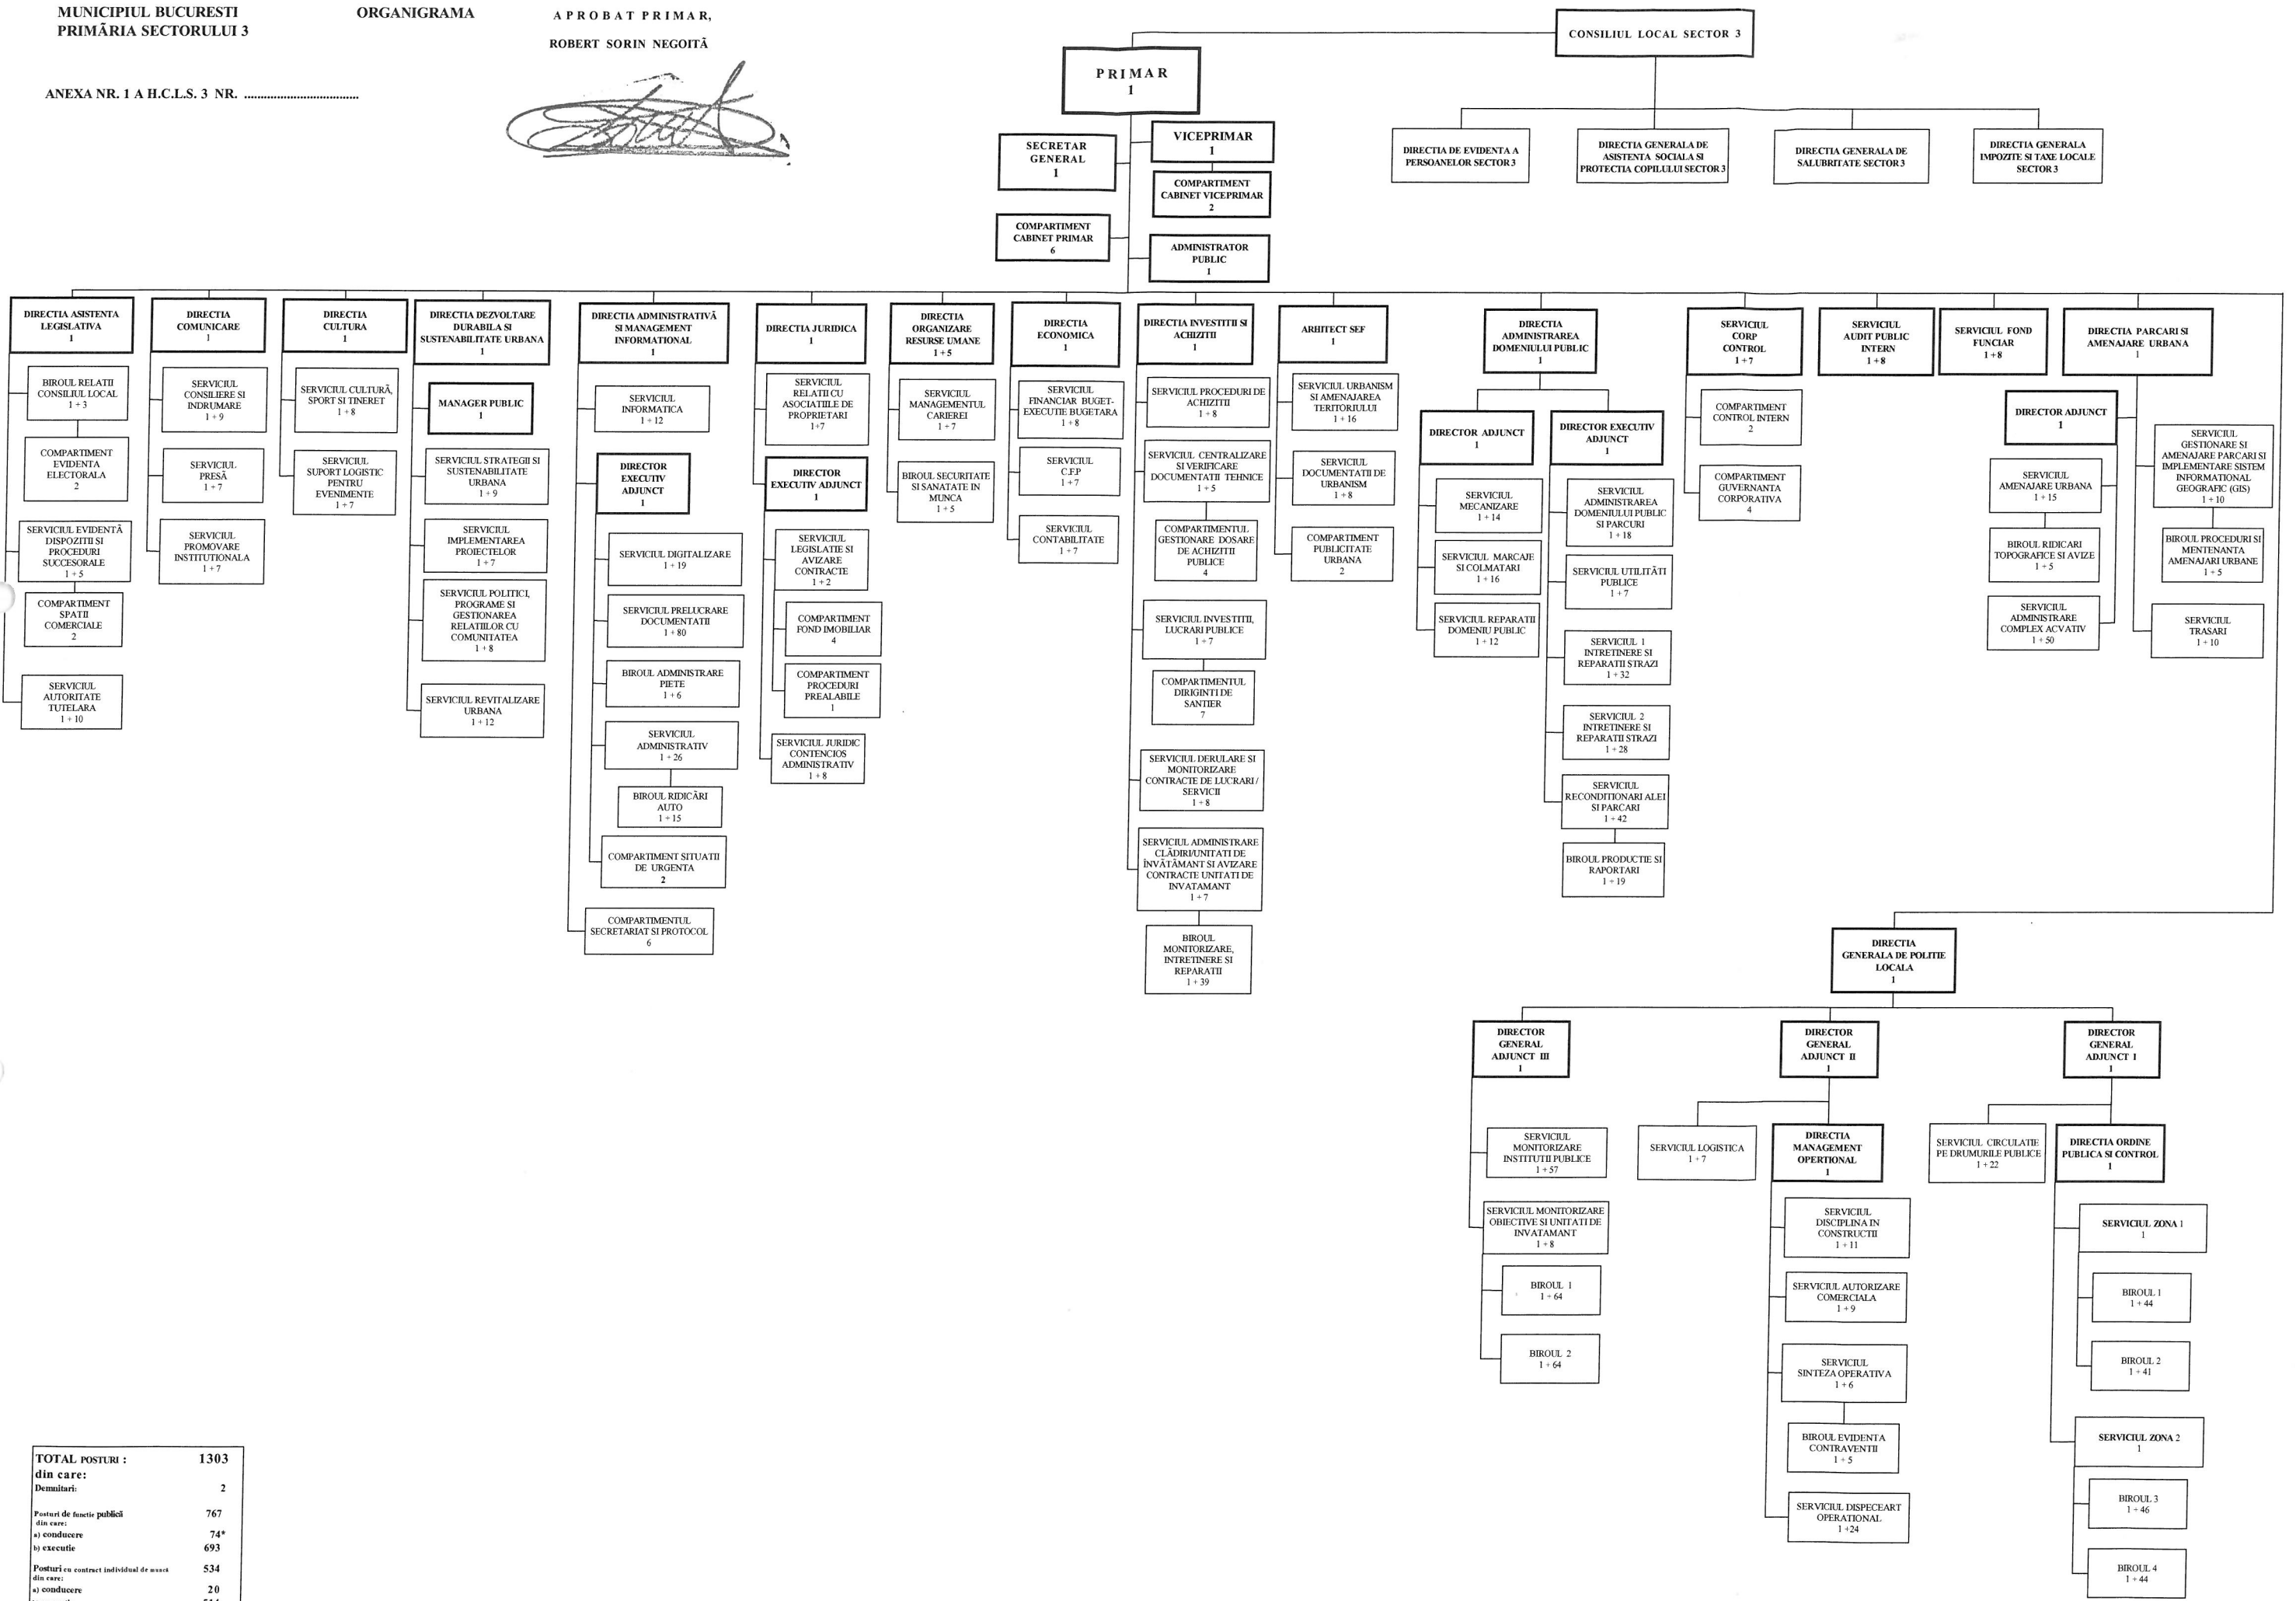 MUNICIPIUL BUCURESTI
PRIMÃRIA SECTORULUI 3
ORGANIGRAMA
A P R O B A T P R I M A R,
ROBERT SORIN NEGOITÃ
ANEXA NR. 1 A H.C.L.S. 3 NR. ....................................
CONSILIUL LOCAL SECTOR 3
P R I M A R
1
SECRETAR
GENERAL
1
VICEPRIMAR
1
COMPARTIMENT
CABINET VICEPRIMAR
2
COMPARTIMENT
CABINET PRIMAR
6
ADMINISTRATOR
PUBLIC
1
DIRECTIA DE EVIDENTA A
PERSOANELOR SECTOR 3
DIRECTIA GENERALA DE
ASISTENTA SOCIALA SI
PROTECTIA COPILULUI SECTOR 3
DIRECTIA GENERALA DE
SALUBRITATE SECTOR 3
DIRECTIA GENERALA
IMPOZITE SI TAXE LOCALE
SECTOR 3
DIRECTIA ASISTENTA
LEGISLATIVA
1
BIROUL RELATII
CONSILIUL LOCAL
1 + 3
COMPARTIMENT
EVIDENTA
ELECTORALA
2
SERVICIUL EVIDENTÃ
DISPOZITII SI
PROCEDURI
SUCCESORALE
1 + 5
COMPARTIMENT
SPATII
COMERCIALE
2
SERVICIUL
AUTORITATE
TUTELARA
1 + 10
DIRECTIA
COMUNICARE
1
SERVICIUL
CONSILIERE SI
INDRUMARE
1 + 9
SERVICIUL
PRESÃ
1 + 7
SERVICIUL
PROMOVARE
INSTITUTIONALA
1 + 7
DIRECTIA
CULTURA
1
SERVICIUL CULTURÃ,
SPORT SI TINERET
1 + 8
SERVICIUL
SUPORT LOGISTIC
PENTRU
EVENIMENTE
1 + 7
DIRECTIA DEZVOLTARE
DURABILA SI
SUSTENABILITATE URBANA
1
MANAGER PUBLIC
1
SERVICIUL STRATEGII SI
SUSTENABILITATE
URBANA
1 + 9
SERVICIUL
IMPLEMENTAREA
PROIECTELOR
1 + 7
SERVICIUL POLITICI,
PROGRAME SI
GESTIONAREA
RELATIILOR CU
COMUNITATEA
1 + 8
SERVICIUL REVITALIZARE
URBANA
1 + 12
DIRECTIA ADMINISTRATIVÃ
SI MANAGEMENT
INFORMATIONAL
1
SERVICIUL
INFORMATICA
1 + 12
DIRECTOR
EXECUTIV
ADJUNCT
1
SERVICIUL DIGITALIZARE
1 + 19
SERVICIUL PRELUCRARE
DOCUMENTATII
1 + 80
BIROUL ADMINISTRARE
PIETE
1 + 6
SERVICIUL
ADMINISTRATIV
1 + 26
BIROUL RIDICÃRI
AUTO
1 + 15
COMPARTIMENT SITUATII
DE URGENTA
2
COMPARTIMENTUL
SECRETARIAT SI PROTOCOL
6
DIRECTIA JURIDICA
1
SERVICIUL
RELATII CU
ASOCIATIILE DE
PROPRIETARI
1+7
DIRECTOR
EXECUTIV ADJUNCT
1
SERVICIUL
LEGISLATIE SI
AVIZARE
CONTRACTE
1 + 2
COMPARTIMENT
FOND IMOBILIAR
4
COMPARTIMENT
PROCEDURI
PREALABILE
1
SERVICIUL JURIDIC
CONTENCIOS
ADMINISTRATIV
1 + 8
DIRECTIA
ORGANIZARE
RESURSE UMANE
1 + 5
SERVICIUL
MANAGEMENTUL
CARIEREI
1 + 7
BIROUL SECURITATE
SI SANATATE IN
MUNCA
1 + 5
DIRECTIA
ECONOMICA
1
SERVICIUL
FINANCIAR BUGET-
EXECUTIE BUGETARA
1 + 8
SERVICIUL
C.F.P
1 + 7
SERVICIUL
CONTABILITATE
1 + 7
DIRECTIA INVESTITII SI
ACHIZITII
1
SERVICIUL PROCEDURI DE
ACHIZITII
1 + 8
SERVICIUL CENTRALIZARE
SI VERIFICARE
DOCUMENTATII TEHNICE
1 + 5
COMPARTIMENTUL
GESTIONARE DOSARE
DE ACHIZITII
PUBLICE
4
SERVICIUL INVESTITII,
LUCRARI PUBLICE
1 + 7
COMPARTIMENTUL
DIRIGINTI DE
SANTIER
7
SERVICIUL DERULARE SI
MONITORIZARE
CONTRACTE DE LUCRARI /
SERVICII
1 + 8
SERVICIUL ADMINISTRARE
CLÃDIRI/UNITATI DE
ÎNVÃTÃMANT SI AVIZARE
CONTRACTE UNITATI DE
INVATAMANT
1 + 7
BIROUL
MONITORIZARE,
INTRETINERE SI
REPARATII
1 + 39
ARHITECT SEF
1
SERVICIUL URBANISM
SI AMENAJAREA
TERITORIULUI
1 + 16
SERVICIUL
DOCUMENTATII DE
URBANISM
1 + 8
COMPARTIMENT
PUBLICITATE
URBANA
2
DIRECTIA
ADMINISTRAREA
DOMENIULUI PUBLIC
1
DIRECTOR ADJUNCT
1
SERVICIUL
MECANIZARE
1 + 14
SERVICIUL MARCAJE
SI COLMATARI
1 + 16
SERVICIUL REPARATII
DOMENIU PUBLIC
1 + 12
DIRECTOR EXECUTIV
ADJUNCT
1
SERVICIUL
ADMINISTRAREA
DOMENIULUI PUBLIC
SI PARCURI
1 + 18
SERVICIUL UTILITÃTI
PUBLICE
1 + 7
SERVICIUL 1
INTRETINERE SI
REPARATII STRAZI
1 + 32
SERVICIUL 2
INTRETINERE SI
REPARATII STRAZI
1 + 28
SERVICIUL
RECONDITIONARI ALEI
SI PARCARI
1 + 42
BIROUL PRODUCTIE SI
RAPORTARI
1 + 19
SERVICIUL
CORP
CONTROL
1 + 7
COMPARTIMENT
CONTROL INTERN
2
COMPARTIMENT
GUVERNANTA
CORPORATIVA
4
SERVICIUL
AUDIT PUBLIC
INTERN
1 + 8
SERVICIUL FOND
FUNCIAR
1 + 8
DIRECTIA PARCARI SI
AMENAJARE URBANA
1
DIRECTOR ADJUNCT
1
SERVICIUL
AMENAJARE URBANA
1 + 15
BIROUL RIDICARI
TOPOGRAFICE SI AVIZE
1 + 5
SERVICIUL
ADMINISTRARE
COMPLEX ACVATIV
1 + 50
SERVICIUL
GESTIONARE SI
AMENAJARE PARCARI SI
IMPLEMENTARE SISTEM
INFORMATIONAL
GEOGRAFIC (GIS)
1 + 10
BIROUL PROCEDURI SI
MENTENANTA
AMENAJARI URBANE
1 + 5
SERVICIUL
TRASARI
1 + 10
DIRECTIA
GENERALA DE POLITIE
LOCALA
1
DIRECTOR
GENERAL
ADJUNCT III
1
SERVICIUL
MONITORIZARE
INSTITUTII PUBLICE
1 + 57
SERVICIUL MONITORIZARE
OBIECTIVE SI UNITATI DE
INVATAMANT
1 + 8
BIROUL 1
1 + 64
BIROUL 2
1 + 64
DIRECTOR
GENERAL
ADJUNCT II
1
SERVICIUL LOGISTICA
1 + 7
DIRECTIA
MANAGEMENT
OPERTIONAL
1
SERVICIUL
DISCIPLINA IN
CONSTRUCTII
1 + 11
SERVICIUL AUTORIZARE
COMERCIALA
1 + 9
SERVICIUL
SINTEZA OPERATIVA
1 + 6
BIROUL EVIDENTA
CONTRAVENTII
1 + 5
SERVICIUL DISPECEART
OPERATIONAL
1 +24
DIRECTOR
GENERAL
ADJUNCT I
1
SERVICIUL CIRCULATIE
PE DRUMURILE PUBLICE
1 + 22
DIRECTIA ORDINE
PUBLICA SI CONTROL
1
SERVICIUL ZONA 1
1
BIROUL 1
1 + 44
BIROUL 2
1 + 41
SERVICIUL ZONA 2
1
BIROUL 3
1 + 46
BIROUL 4
1 + 44
TOTAL POSTURI : 1303
din care:
Demnitari: 2
Posturi de functie publicã 767
din care:
a) conducere 74*
b) executie 693
Posturi cu contract individual de muncã 534
din care:
a) conducere 20